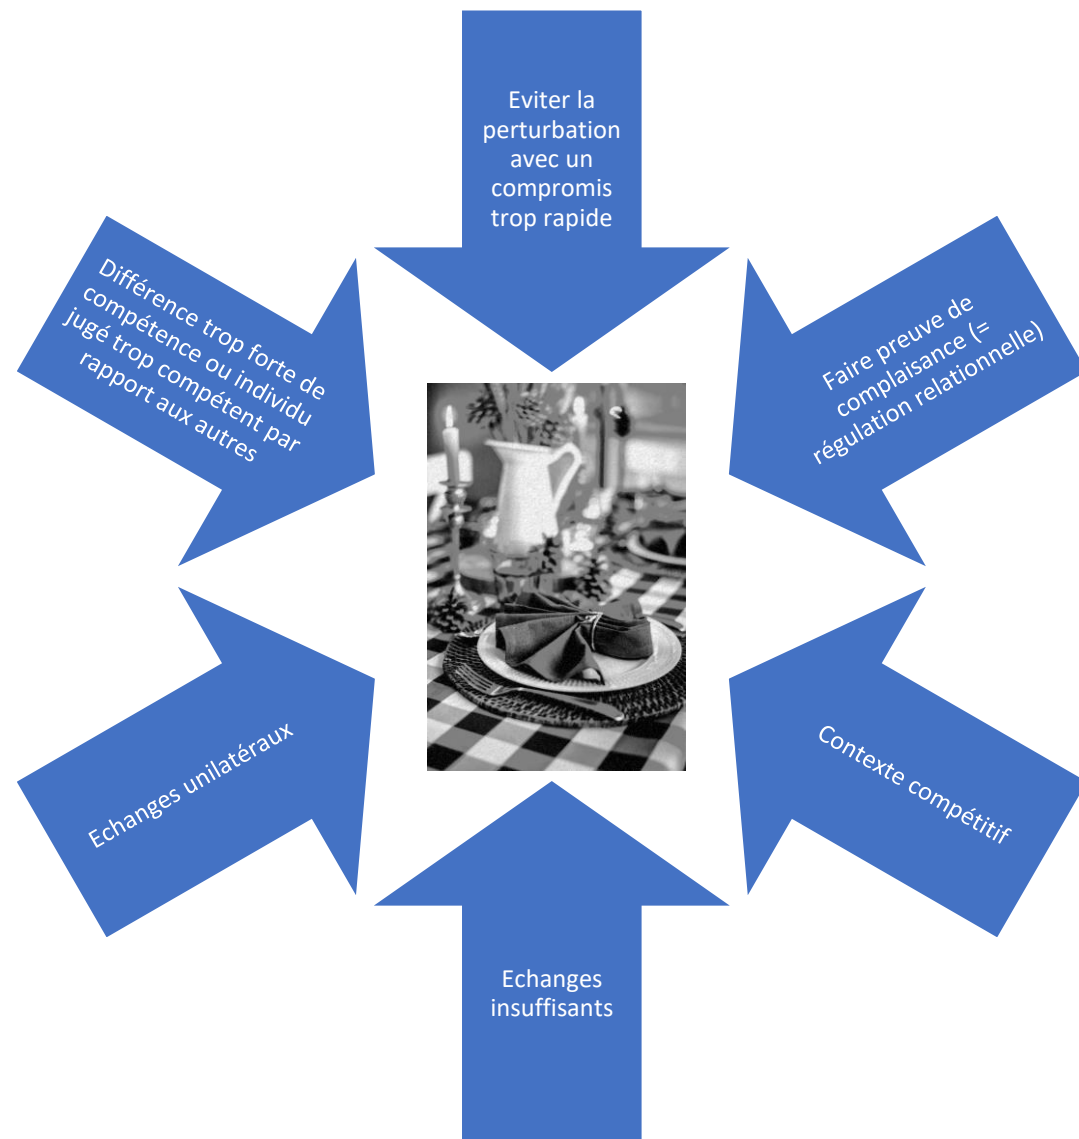 Eviter la
perturbation
avec un
compromis
trop rapide
Différence trop forte de
compétence ou individu
jugé trop compétent par
rapport aux autres
Faire preuve de
complaisance (=
régulation relationnelle)
Echanges unilatéraux
Contexte compétitif
Echanges
insuffisants